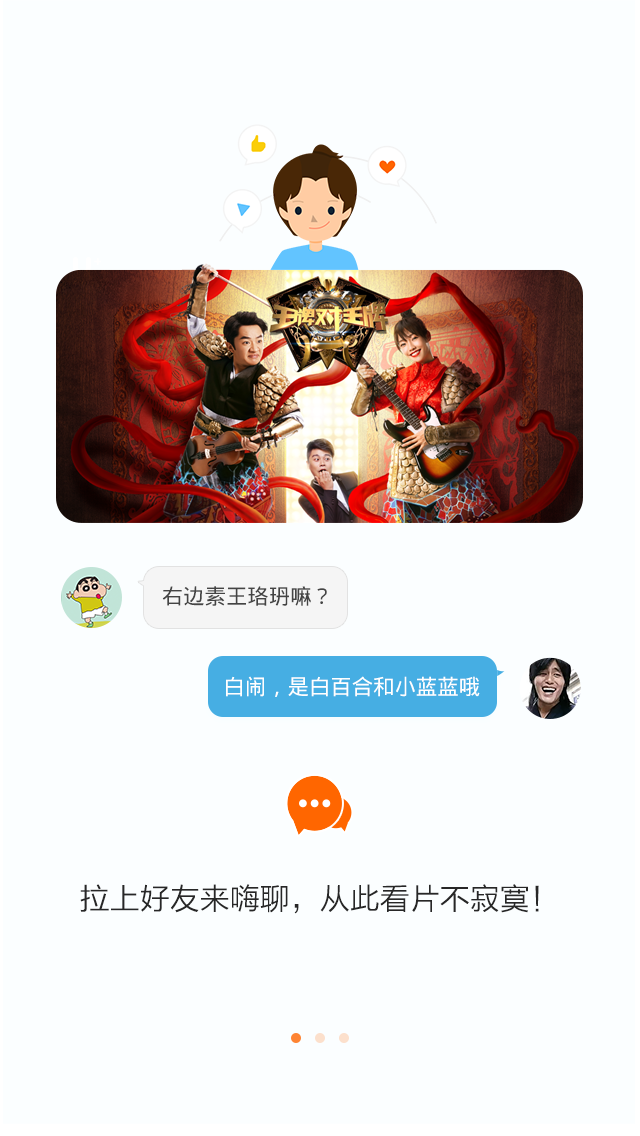 王牌对王牌
右边素王珞玬嘛？
白闹，是白百合和小蓝蓝哦
拉上好友来嗨聊，从此看片不寂寞！